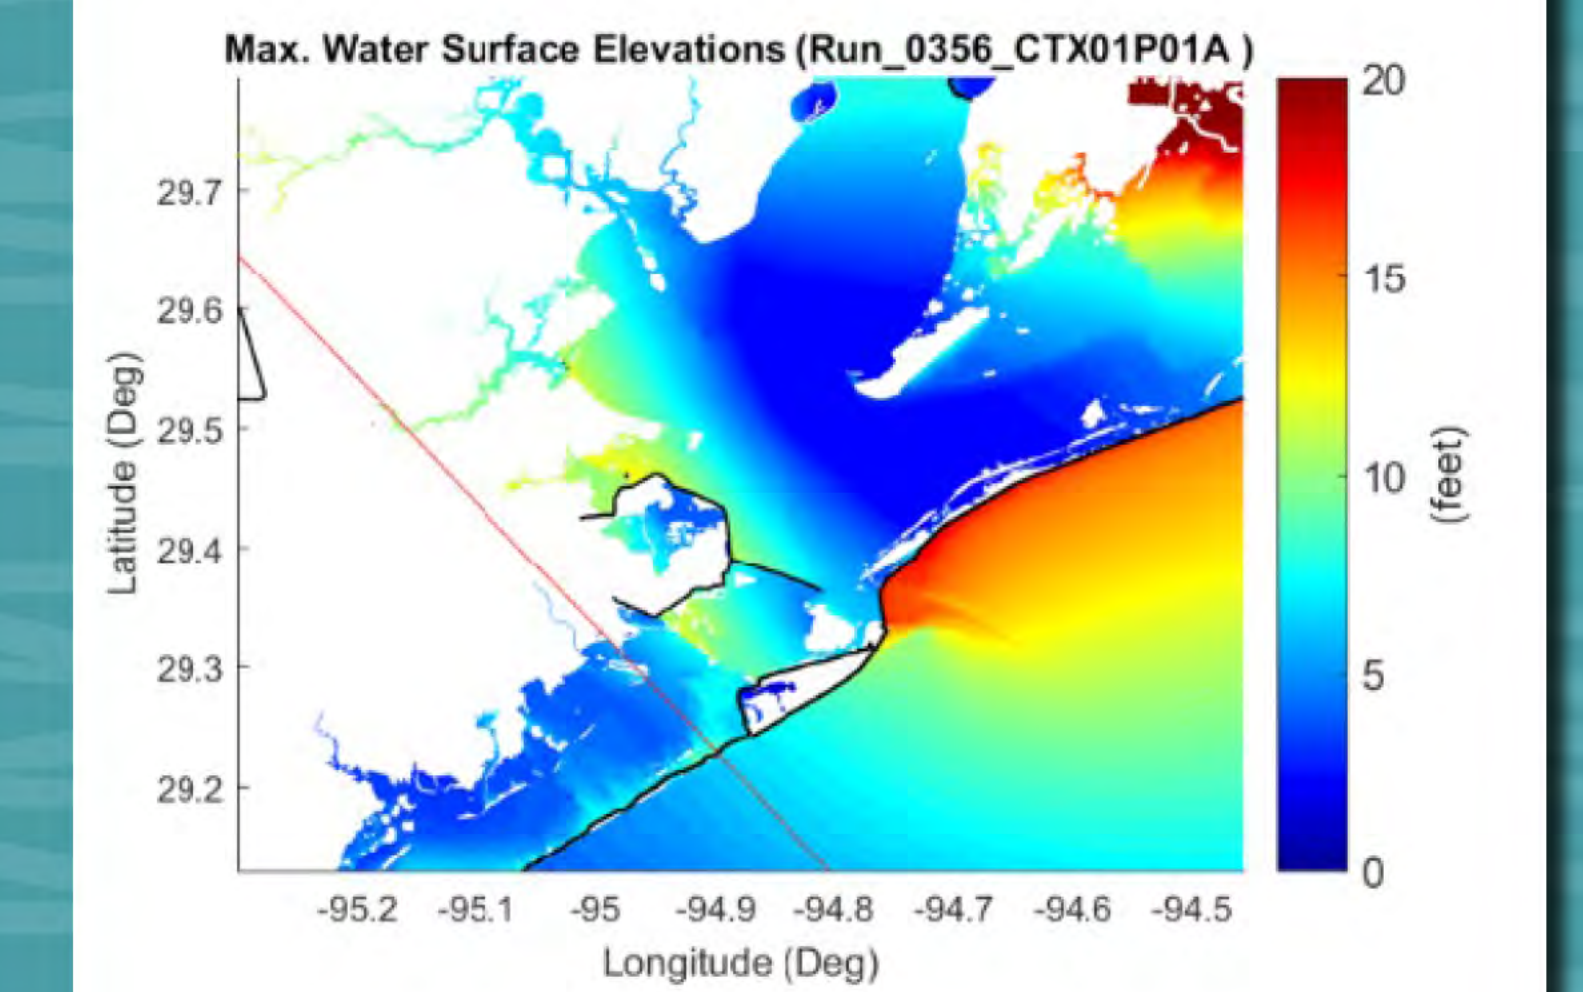 Max. Water Surface Elevations (Run_0356_CTX01P01A )
20
15
10
5
0
(feet)
Latitude (Deg)
29.7
29.6
29.5
29.4
29.3
29.2
-95.2 -95.1 -95 -94.9 -94.8 -94.7 -94.6 -94.5
Longitude (Deg)